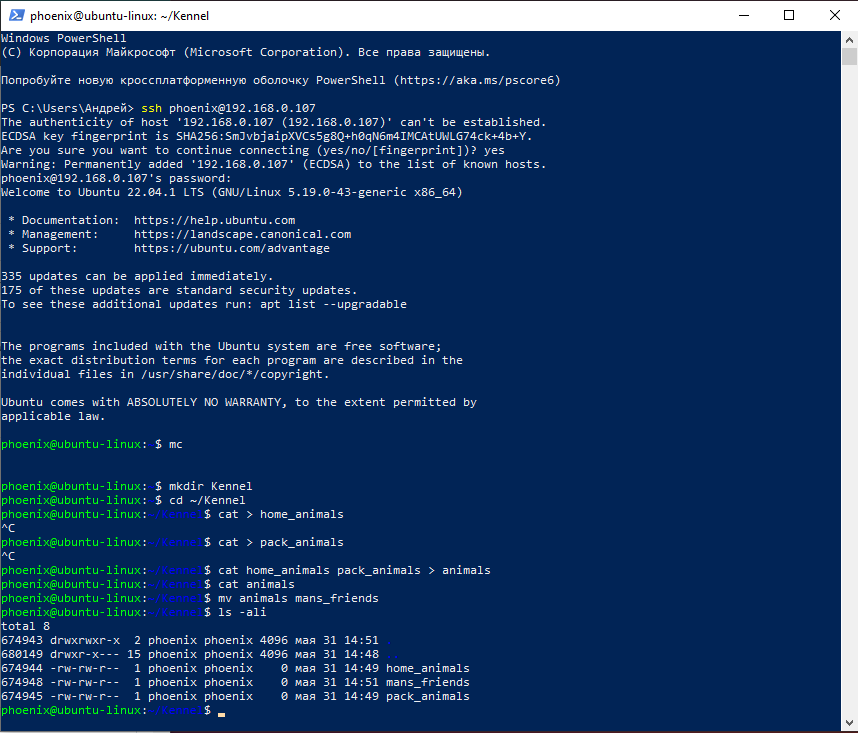 phoenix@ubuntu-linux: ~/Kennel
Windows PowerShell
(C) Корпорация Майкрософт (Microsoft Corporation). Все права защищены.
Попробуйте новую кроссплатформенную оболочку PowerShell (https://aka.ms/pscore6)
PS C:\Users\Андрей> ssh phoenix@192.168.0.107
The authenticity of host '192.168.0.107 (192.168.0.107)' can't be established.
ECDSA key fingerprint is SHA256:SmJvbjaipXVCs5g8Q+h0qN6m4IMCAtUWLG74ck+4b+Y.
Are you sure you want to continue connecting (yes/no/[fingerprint])? yes
Warning: Permanently added '192.168.0.107' (ECDSA) to the list of known hosts.
phoenix@192.168.0.107's password:
Welcome to Ubuntu 22.04.1 LTS (GNU/Linux 5.19.0-43-generic x86_64)
* Documentation:  https://help.ubuntu.com
* Management:     https://landscape.canonical.com
* Support:        https://ubuntu.com/advantage
335 updates can be applied immediately.
175 of these updates are standard security updates.
To see these additional updates run: apt list --upgradable
The programs included with the Ubuntu system are free software;
the exact distribution terms for each program are described in the
individual files in /usr/share/doc/*/copyright.
Ubuntu comes with ABSOLUTELY NO WARRANTY, to the extent permitted by
applicable law.
phoenix@ubuntu-linux:~$ mc
phoenix@ubuntu-linux:~$ mkdir Kennel
phoenix@ubuntu-linux:~$ cd ~/Kennel
phoenix@ubuntu-linux:~/Kennel$ cat > home_animals
^C
phoenix@ubuntu-linux:~/Kennel$ cat > pack_animals
^C
phoenix@ubuntu-linux:~/Kennel$ cat home_animals pack_animals > animals
phoenix@ubuntu-linux:~/Kennel$ cat animals
phoenix@ubuntu-linux:~/Kennel$ mv animals mans_friends
phoenix@ubuntu-linux:~/Kennel$ ls -ali
total 8
674943 drwxrwxr-x  2 phoenix phoenix 4096 мая 31 14:51 .
680149 drwxr-x--- 15 phoenix phoenix 4096 мая 31 14:48 ..
674944 -rw-rw-r--  1 phoenix phoenix    0 мая 31 14:49 home_animals
674948 -rw-rw-r--  1 phoenix phoenix    0 мая 31 14:51 mans_friends
674945 -rw-rw-r--  1 phoenix phoenix    0 мая 31 14:49 pack_animals
phoenix@ubuntu-linux:~/Kennel$